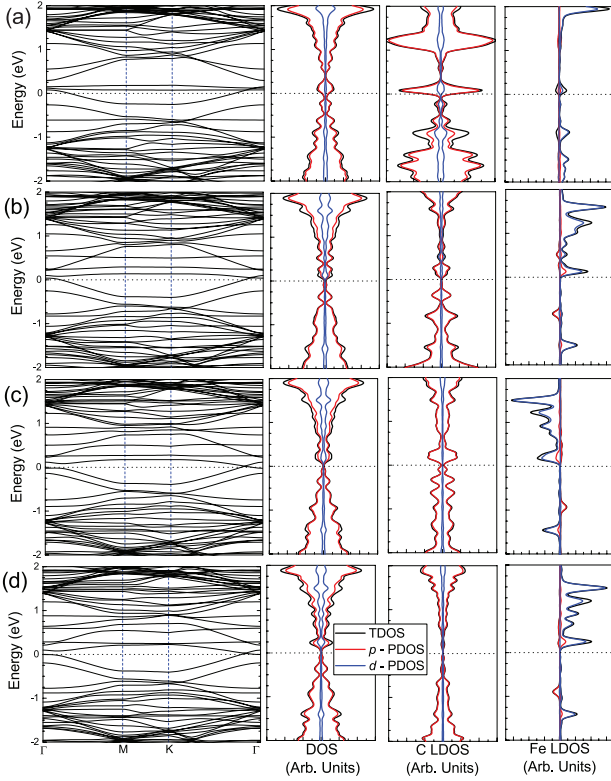 (a)
Energy (eV)
2
1
0
-1
-2
(b)
Energy (eV)
2
1
0
-1
-2
(c)
Energy (eV)
2
1
0
-1
-2
(d)
Energy (eV)
2
1
0
-1
-2
TDOS
p - PDOS
d - PDOS
Γ M K Γ
DOS C LDOS Fe LDOS
(Arb. Units) (Arb. Units) (Arb. Units)